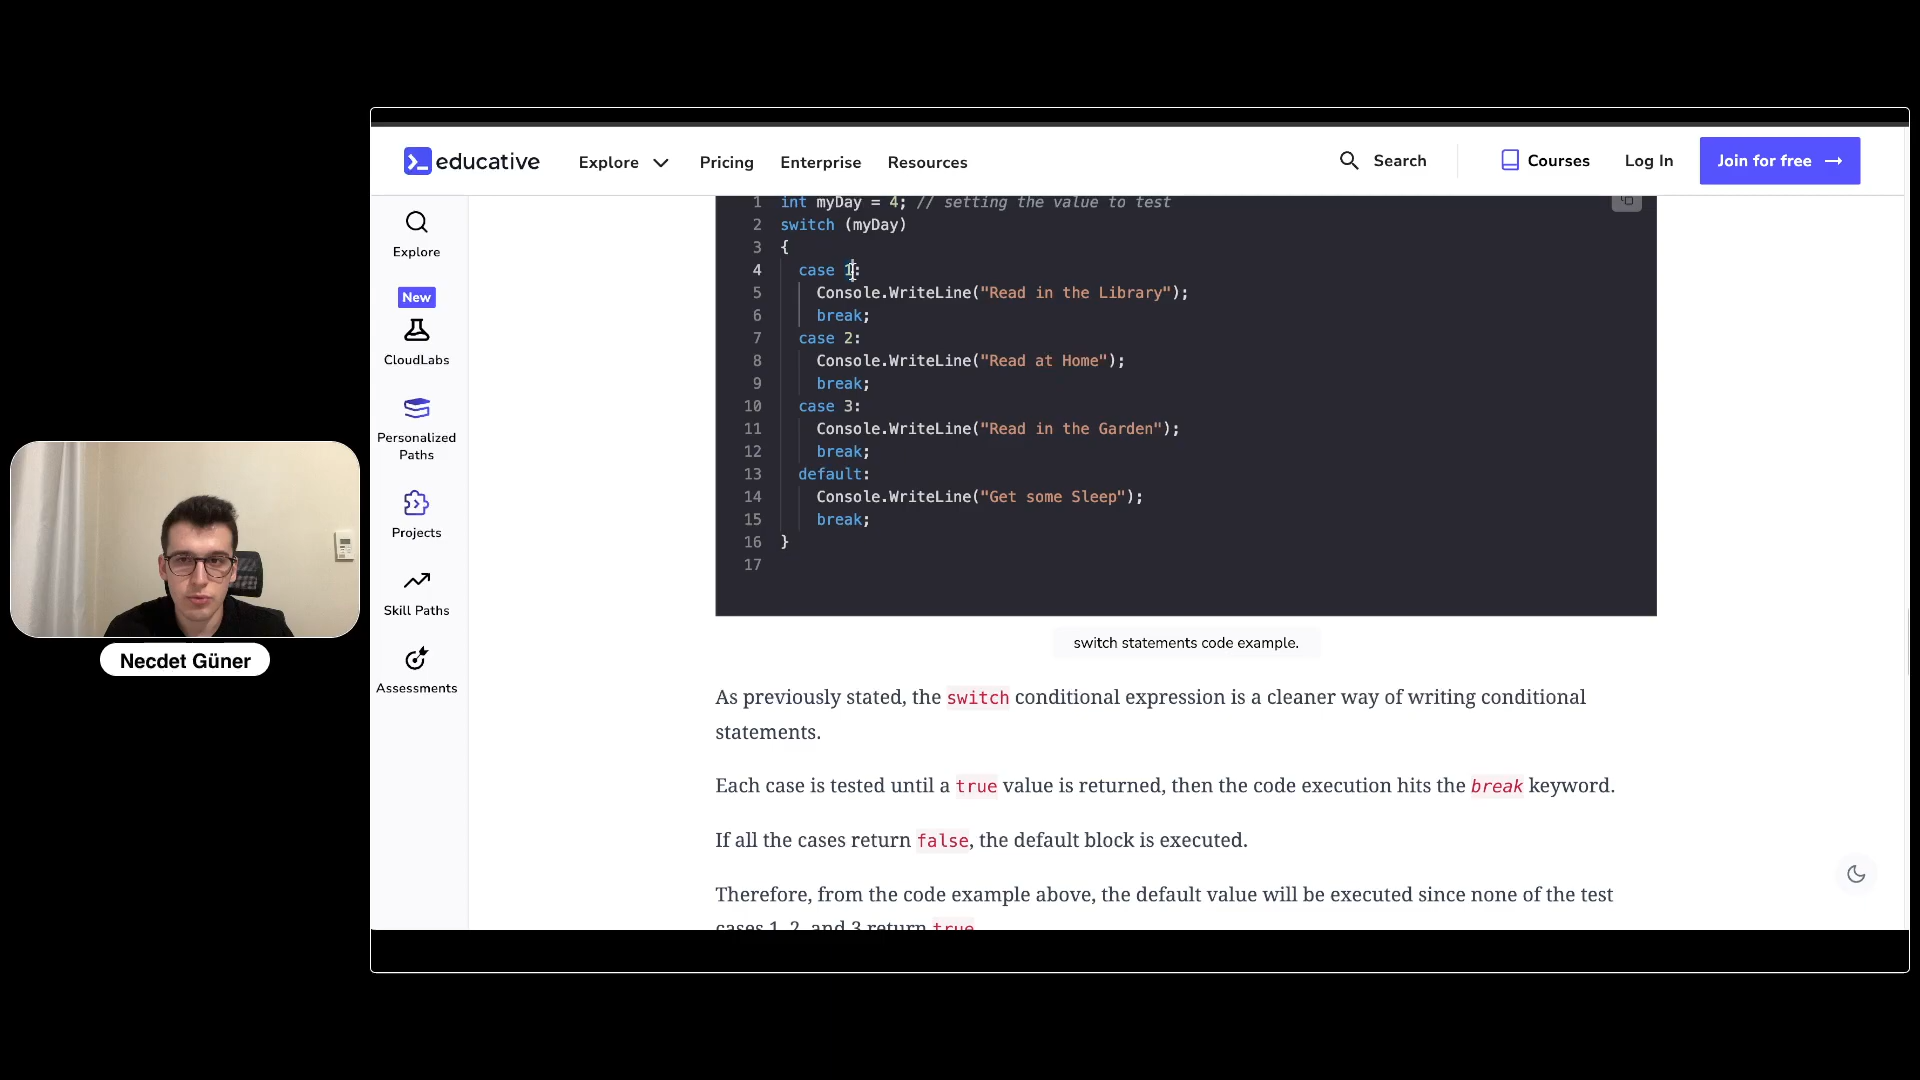 educative
Explore
Pricing
Enterprise
Resources
Search
Courses
Log In
Join for free
Explore
New
CloudLabs
Personalized
Paths
Projects
Skill Paths
Assessments
1 int myDay = 4; // setting the value to test
2 switch (myDay)
3 {
4 case 1:
5 Console.WriteLine("Read in the Library");
6 break;
7 case 2:
8 Console.WriteLine("Read at Home");
9 break;
10 case 3:
11 Console.WriteLine("Read in the Garden");
12 break;
13 default:
14 Console.WriteLine("Get some Sleep");
15 break;
16 }
17
switch statements code example.
As previously stated, the switch conditional expression is a cleaner way of writing conditional
statements.
Each case is tested until a true value is returned, then the code execution hits the break keyword.
If all the cases return false, the default block is executed.
Therefore, from the code example above, the default value will be executed since none of the test
cases 1, 2, and 3 return true
Necdet Güner